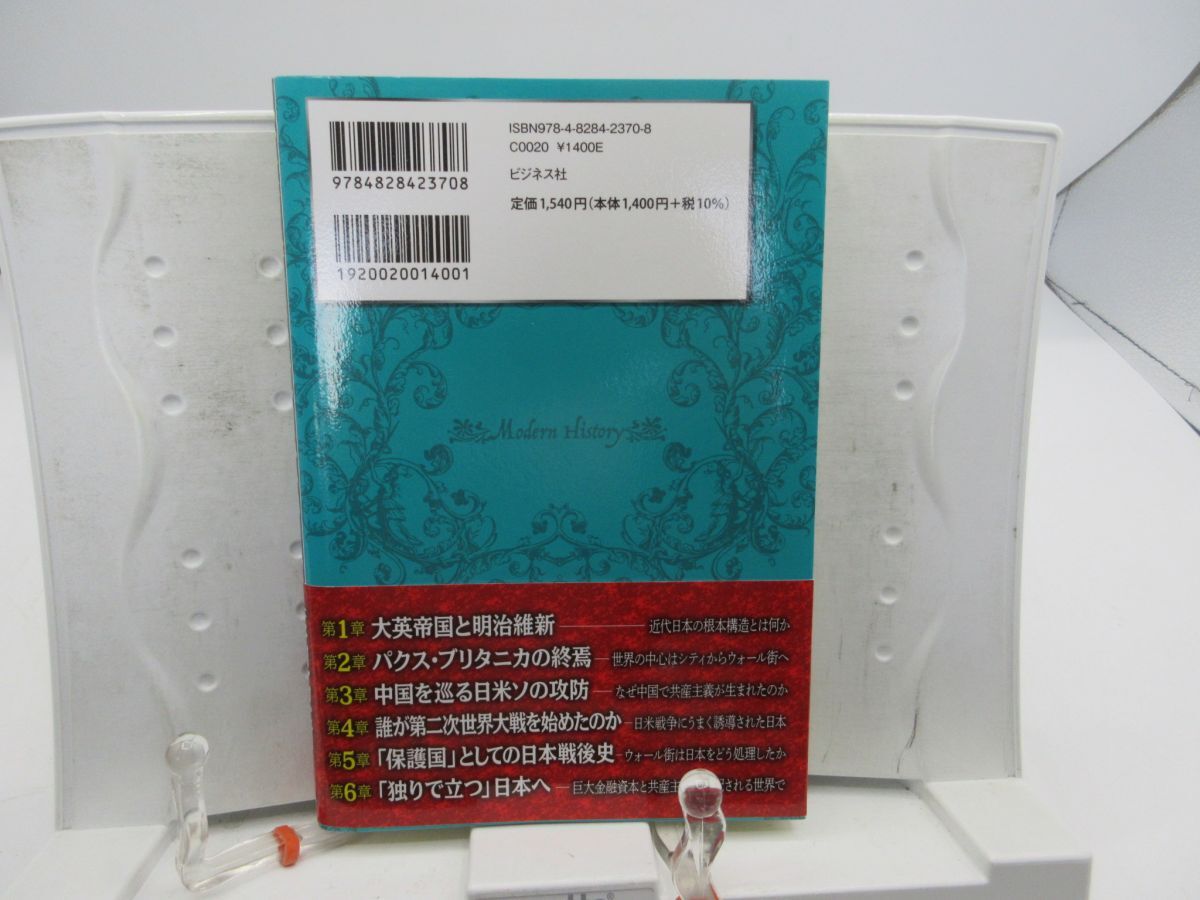 ISBN978-4-8284-2370-8
C0020 ¥1400E
9784828423708
ビジネス社
定価1,540円(本体1,400円+税10%)
1920020014001
Modern History
第1章 大英帝国と明治維新 ― 近代日本の根本構造とは何か
第2章 パクス・ブリタニカの終焉 ― 世界の中心はシティからウォール街へ
第3章 中国を巡る日米ソの攻防 ― なぜ中国で共産主義が生まれたのか
第4章 誰が第二次世界大戦を始めたのか ― 日米戦争にうまく誘導された日本
第5章 「保護国」としての日本戦後史 ― ウォール街は日本をどう処理したか
第6章 「独りで立つ」日本へ ― 巨大金融資本と共産主 配される世界で